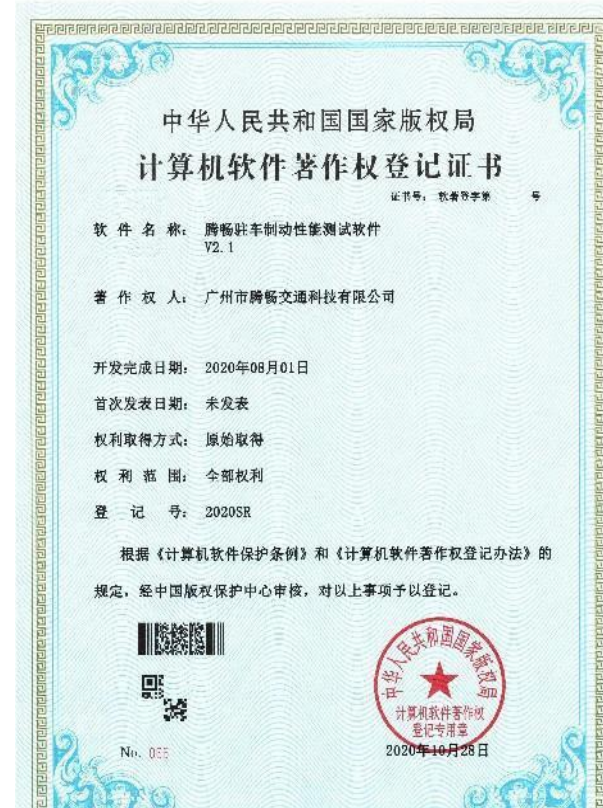 中华人民共和国国家版权局
计算机软件著作权登记证书
证书号： 软著登字第 号
软件名称： 腾畅驻车制动性能测试软件
V2.1
著作权人： 广州市腾畅交通科技有限公司
开发完成日期： 2020年08月01日
首次发表日期： 未发表
权利取得方式： 原始取得
权利范围： 全部权利
登记号： 2020SR
根据《计算机软件保护条例》和《计算机软件著作权登记办法》的
规定，经中国版权保护中心审核，对以上事项予以登记。
中华人民共和国国家版权局
计算机软件著作权
登记专用章
No.
2020年10月28日